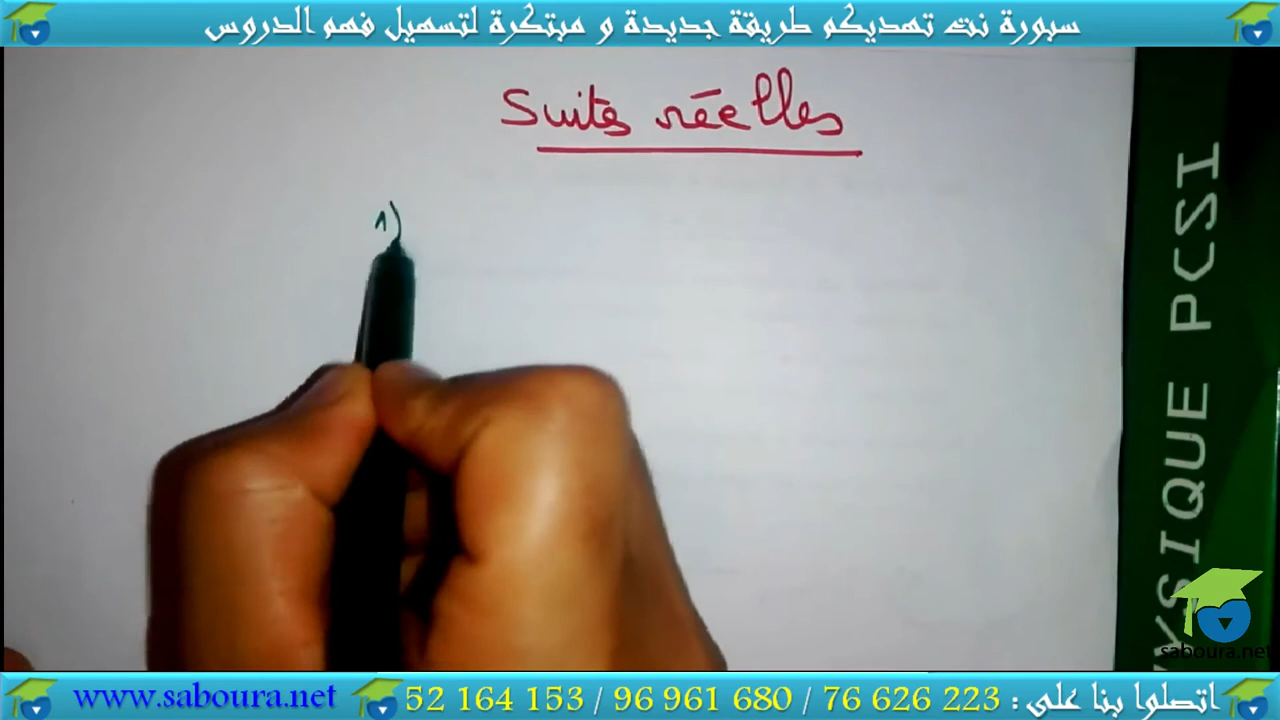 سبورة نت تهديكم طريقة جديدة و مبتكرة لتسهيل فهم الدروس
Suites réelles
1)
PHYSIQUE PCSI
saboura.net
www.saboura.net
52 164 153 / 96 961 680 / 76 626 223 : اتصلوا بنا على